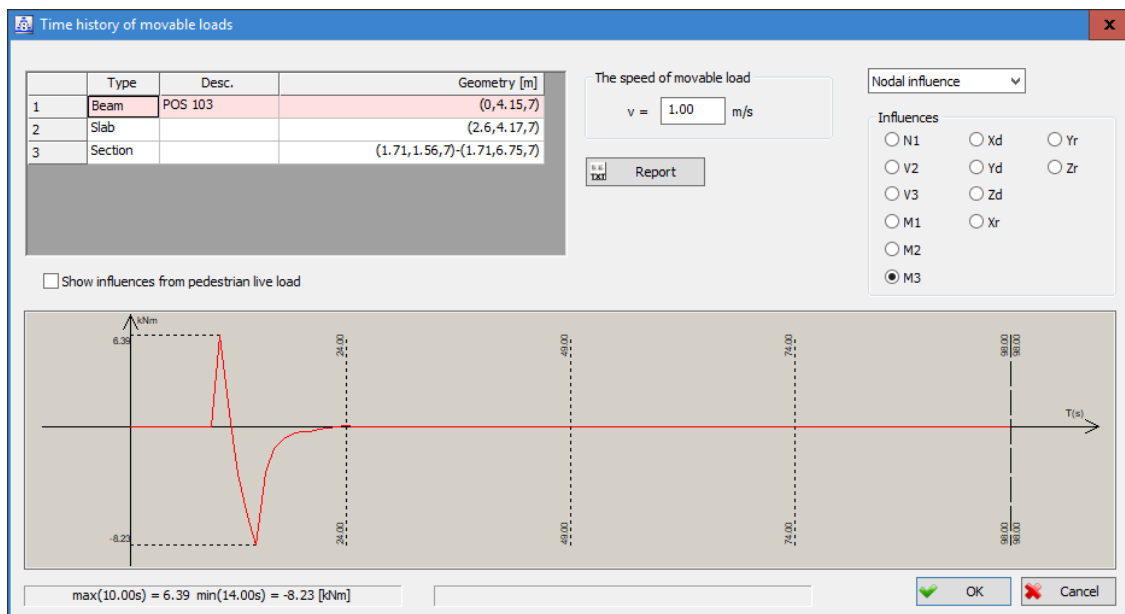 Time history of movable loads
x
Type Desc. Geometry [m]
1 Beam POS 103 (0,4.15,7)
2 Slab (2.6,4.17,7)
3 Section (1.71,1.56,7)-(1.71,6.75,7)
The speed of movable load
v = 1.00 m/s
TXT Report
Nodal influence
Influences
N1 Xd Yr
V2 Yd Zr
V3 Zd
M1 Xr
M2
M3
Show influences from pedestrian live load
kNm
6.39
24.00 49.00 74.00 98.00 98.00
T(s)
-8.23
24.00 49.00 74.00 98.00 98.00
max(10.00s) = 6.39 min(14.00s) = -8.23 [kNm]
OK Cancel